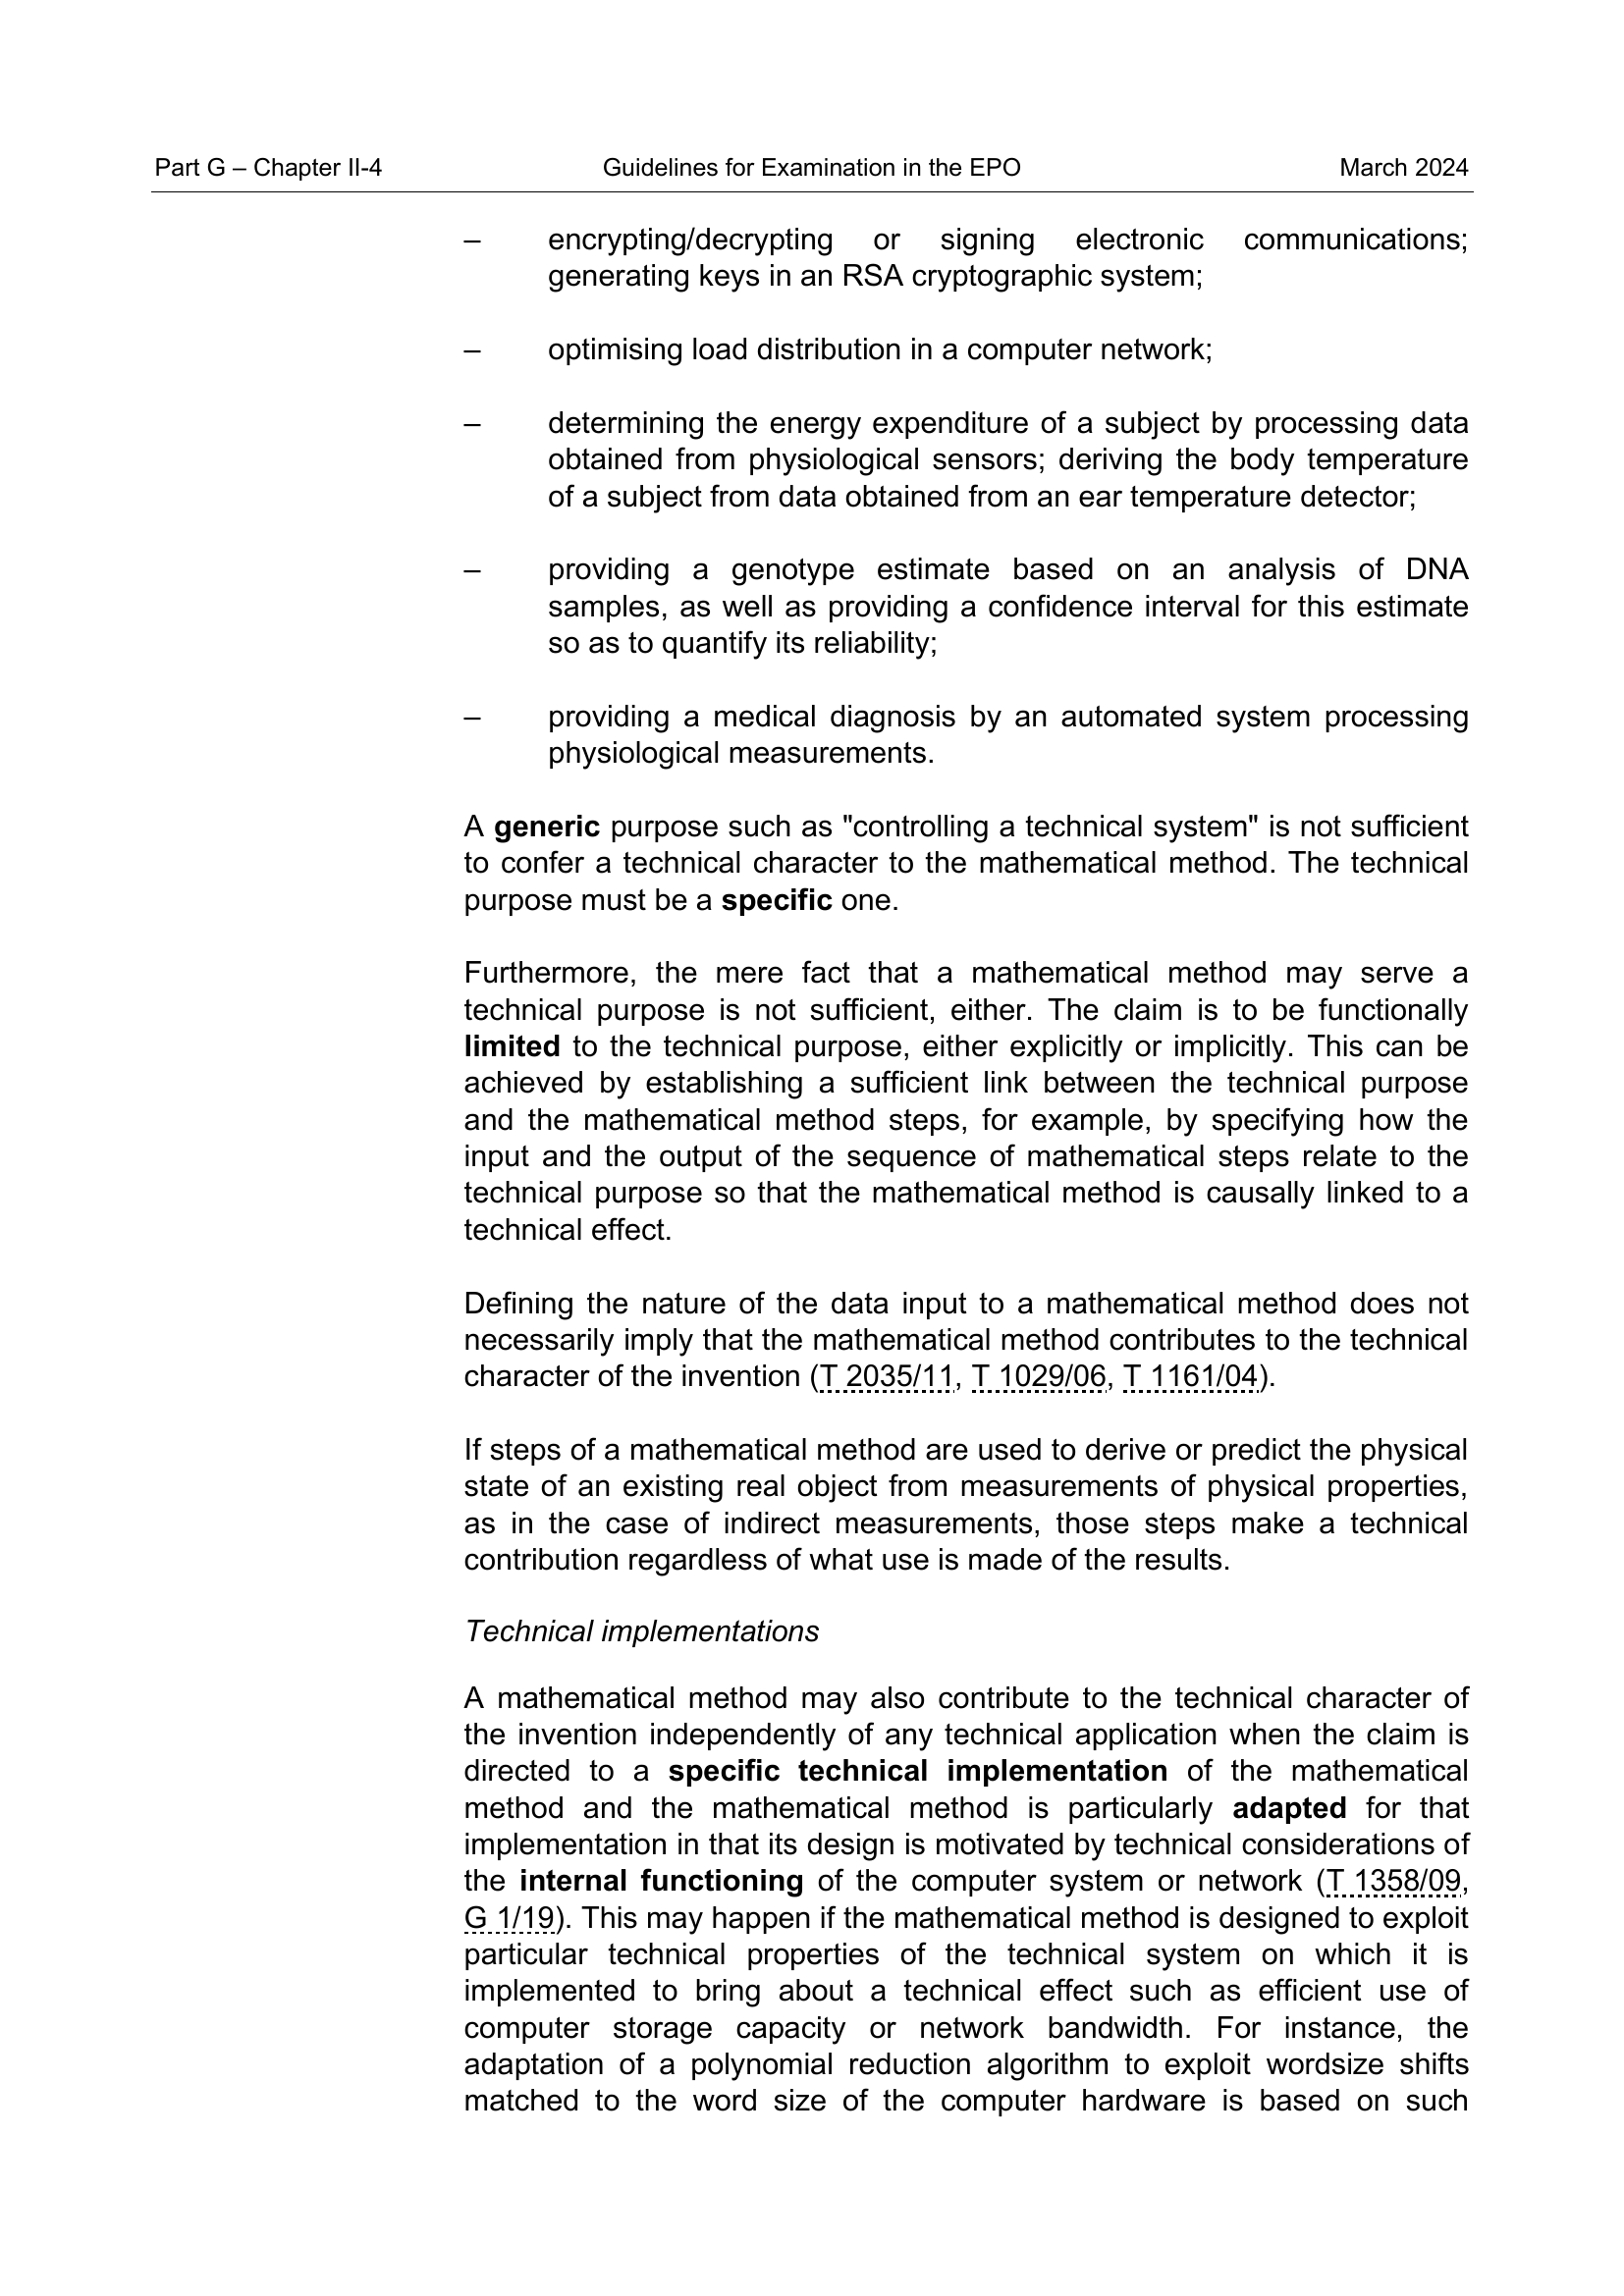 Part G – Chapter II-4 Guidelines for Examination in the EPO March 2024
– encrypting/decrypting or signing electronic communications;
generating keys in an RSA cryptographic system;
– optimising load distribution in a computer network;
– determining the energy expenditure of a subject by processing data
obtained from physiological sensors; deriving the body temperature
of a subject from data obtained from an ear temperature detector;
– providing a genotype estimate based on an analysis of DNA
samples, as well as providing a confidence interval for this estimate
so as to quantify its reliability;
– providing a medical diagnosis by an automated system processing
physiological measurements.
A generic purpose such as "controlling a technical system" is not sufficient
to confer a technical character to the mathematical method. The technical
purpose must be a specific one.
Furthermore, the mere fact that a mathematical method may serve a
technical purpose is not sufficient, either. The claim is to be functionally
limited to the technical purpose, either explicitly or implicitly. This can be
achieved by establishing a sufficient link between the technical purpose
and the mathematical method steps, for example, by specifying how the
input and the output of the sequence of mathematical steps relate to the
technical purpose so that the mathematical method is causally linked to a
technical effect.
Defining the nature of the data input to a mathematical method does not
necessarily imply that the mathematical method contributes to the technical
character of the invention (T 2035/11, T 1029/06, T 1161/04).
If steps of a mathematical method are used to derive or predict the physical
state of an existing real object from measurements of physical properties,
as in the case of indirect measurements, those steps make a technical
contribution regardless of what use is made of the results.
Technical implementations
A mathematical method may also contribute to the technical character of
the invention independently of any technical application when the claim is
directed to a specific technical implementation of the mathematical
method and the mathematical method is particularly adapted for that
implementation in that its design is motivated by technical considerations of
the internal functioning of the computer system or network (T 1358/09,
G 1/19). This may happen if the mathematical method is designed to exploit
particular technical properties of the technical system on which it is
implemented to bring about a technical effect such as efficient use of
computer storage capacity or network bandwidth. For instance, the
adaptation of a polynomial reduction algorithm to exploit wordsize shifts
matched to the word size of the computer hardware is based on such